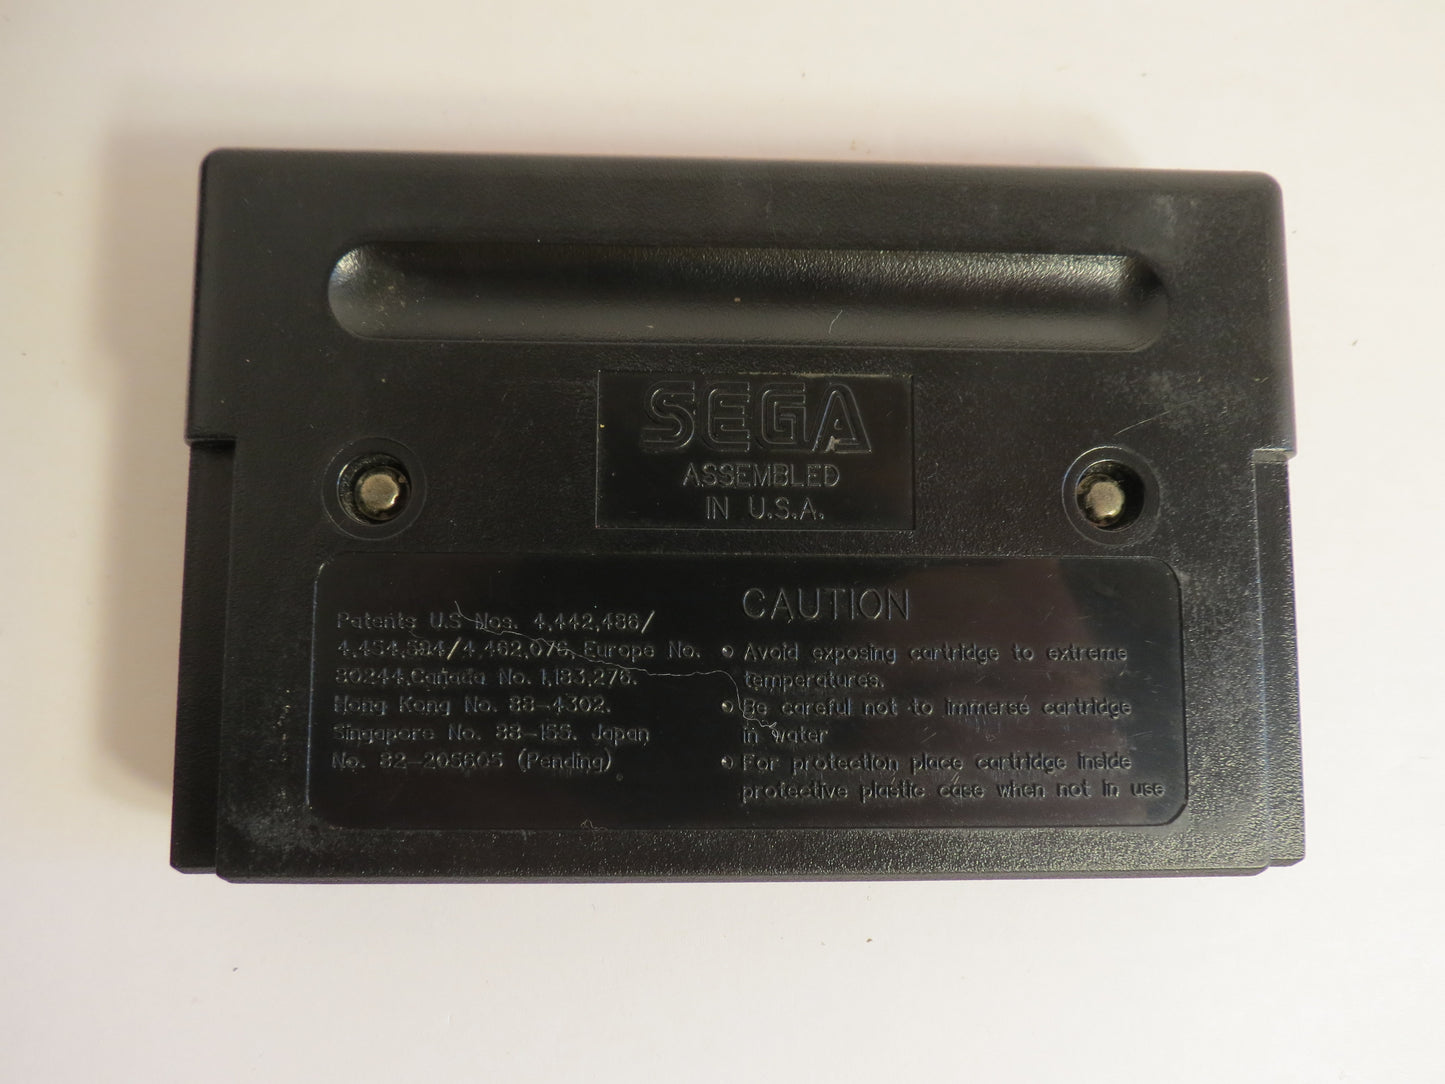 SEGA
ASSEMBLED
IN U.S.A.
Patents U.S Nos. 4,442,486/
4,454,594/4,462,076, Europe No.
80244, Canada No. 1,183,276.
Hong Kong No. 88-4302.
Singapore No. 88-155. Japan
No. 82-205605 (Pending)
CAUTION
• Avoid exposing cartridge to extreme
temperatures.
• Be careful not to immerse cartridge
in water
• For protection place cartridge inside
protective plastic case when not in use